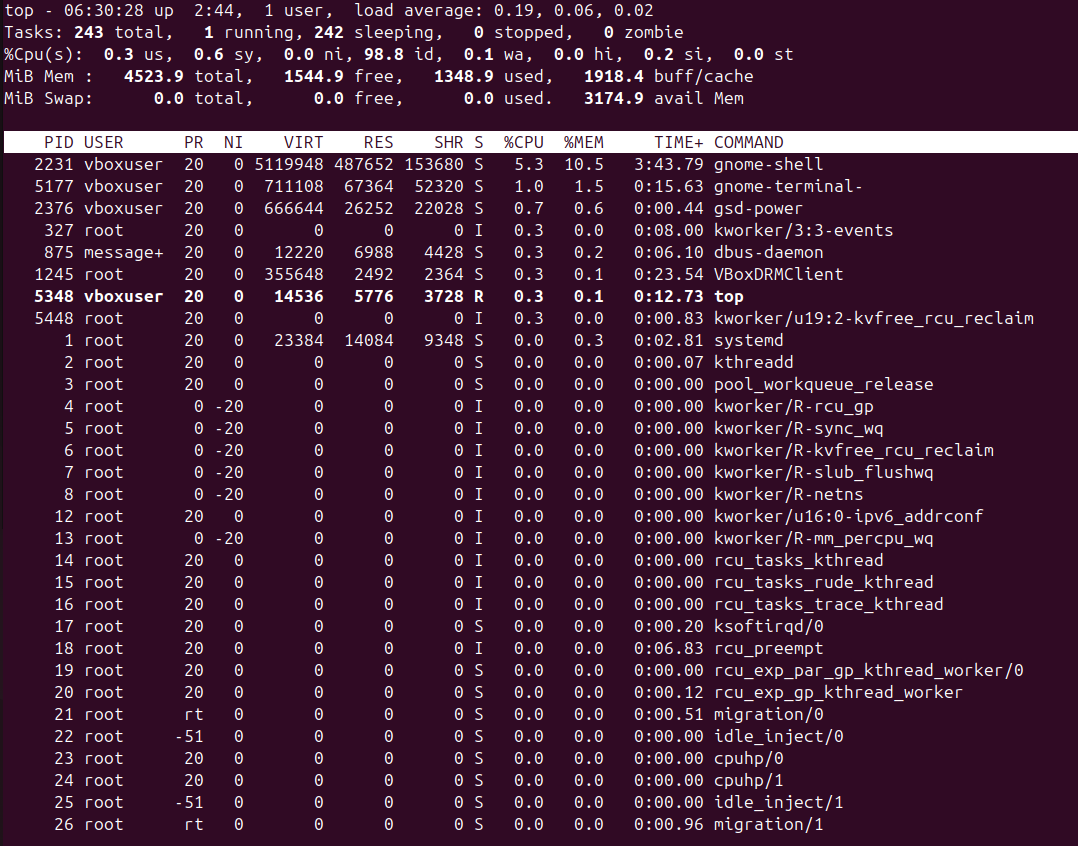 top - 06:30:28 up  2:44,  1 user,  load average: 0.19, 0.06, 0.02
Tasks: 243 total,   1 running, 242 sleeping,   0 stopped,   0 zombie
%Cpu(s):  0.3 us,  0.6 sy,  0.0 ni, 98.8 id,  0.1 wa,  0.0 hi,  0.2 si,  0.0 st
MiB Mem :   4523.9 total,   1544.9 free,   1348.9 used,   1918.4 buff/cache
MiB Swap:      0.0 total,      0.0 free,      0.0 used.   3174.9 avail Mem

    PID USER      PR  NI    VIRT    RES    SHR S  %CPU  %MEM     TIME+ COMMAND
   2231 vboxuser  20   0 5119948 487652 153680 S   5.3  10.5   3:43.79 gnome-shell
   5177 vboxuser  20   0  711108  67364  52320 S   1.0   1.5   0:15.63 gnome-terminal-
   2376 vboxuser  20   0  666644  26252  22028 S   0.7   0.6   0:00.44 gsd-power
    327 root      20   0       0      0      0 I   0.3   0.0   0:08.00 kworker/3:3-events
    875 message+  20   0   12220   6988   4428 S   0.3   0.2   0:06.10 dbus-daemon
   1245 root      20   0  355648   2492   2364 S   0.3   0.1   0:23.54 VBoxDRMClient
   5348 vboxuser  20   0   14536   5776   3728 R   0.3   0.1   0:12.73 top
   5448 root      20   0       0      0      0 I   0.3   0.0   0:00.83 kworker/u19:2-kvfree_rcu_reclaim
      1 root      20   0   23384  14084   9348 S   0.0   0.3   0:02.81 systemd
      2 root      20   0       0      0      0 S   0.0   0.0   0:00.07 kthreadd
      3 root      20   0       0      0      0 S   0.0   0.0   0:00.00 pool_workqueue_release
      4 root       0 -20       0      0      0 I   0.0   0.0   0:00.00 kworker/R-rcu_gp
      5 root       0 -20       0      0      0 I   0.0   0.0   0:00.00 kworker/R-sync_wq
      6 root       0 -20       0      0      0 I   0.0   0.0   0:00.00 kworker/R-kvfree_rcu_reclaim
      7 root       0 -20       0      0      0 I   0.0   0.0   0:00.00 kworker/R-slub_flushwq
      8 root       0 -20       0      0      0 I   0.0   0.0   0:00.00 kworker/R-netns
     12 root      20   0       0      0      0 I   0.0   0.0   0:00.00 kworker/u16:0-ipv6_addrconf
     13 root       0 -20       0      0      0 I   0.0   0.0   0:00.00 kworker/R-mm_percpu_wq
     14 root      20   0       0      0      0 I   0.0   0.0   0:00.00 rcu_tasks_kthread
     15 root      20   0       0      0      0 I   0.0   0.0   0:00.00 rcu_tasks_rude_kthread
     16 root      20   0       0      0      0 I   0.0   0.0   0:00.00 rcu_tasks_trace_kthread
     17 root      20   0       0      0      0 S   0.0   0.0   0:00.20 ksoftirqd/0
     18 root      20   0       0      0      0 I   0.0   0.0   0:06.83 rcu_preempt
     19 root      20   0       0      0      0 S   0.0   0.0   0:00.00 rcu_exp_par_gp_kthread_worker/0
     20 root      20   0       0      0      0 S   0.0   0.0   0:00.12 rcu_exp_gp_kthread_worker
     21 root      rt   0       0      0      0 S   0.0   0.0   0:00.51 migration/0
     22 root     -51   0       0      0      0 S   0.0   0.0   0:00.00 idle_inject/0
     23 root      20   0       0      0      0 S   0.0   0.0   0:00.00 cpuhp/0
     24 root      20   0       0      0      0 S   0.0   0.0   0:00.00 cpuhp/1
     25 root     -51   0       0      0      0 S   0.0   0.0   0:00.00 idle_inject/1
     26 root      rt   0       0      0      0 S   0.0   0.0   0:00.96 migration/1